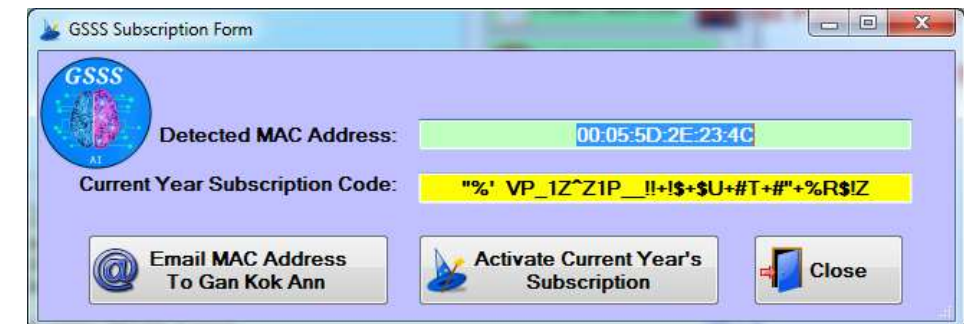 GSSS Subscription Form
GSSS
AI
Detected MAC Address:
00:05:5D:2E:23:4C
Current Year Subscription Code:
"%' VP_1Z^Z1P__!!+!$+$U+#T+#"+%R$!Z
Email MAC Address
To Gan Kok Ann
Activate Current Year's
Subscription
Close